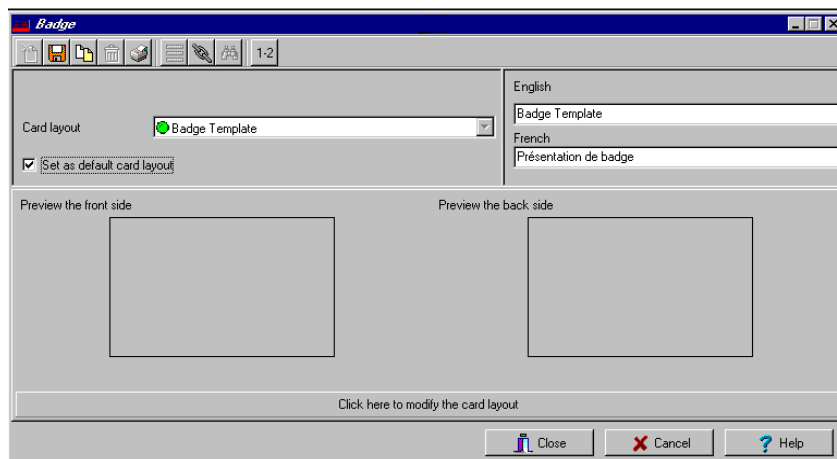 Badge
1-2
Card layout
Badge Template
Set as default card layout
English
Badge Template
French
Présentation de badge
Preview the front side
Preview the back side
Click here to modify the card layout
Close
Cancel
Help